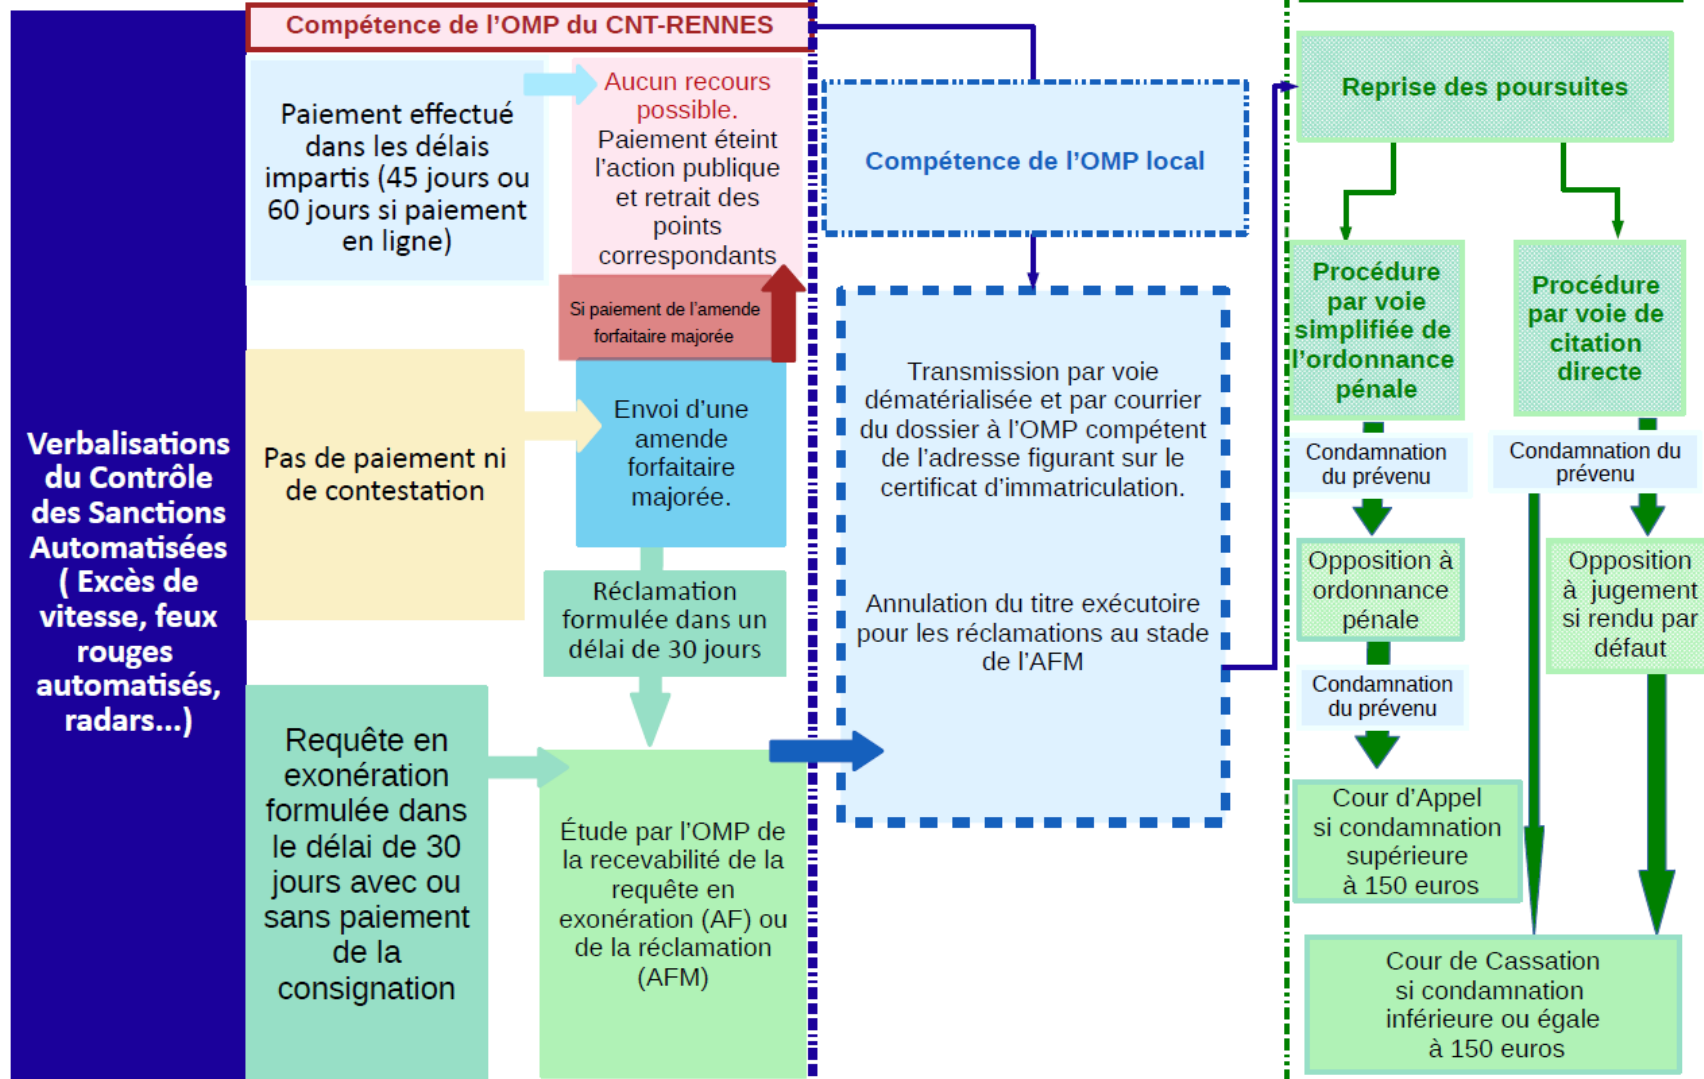 Compétence de l'OMP du CNT-RENNES
Verbalisations
du Contrôle
des Sanctions
Automatisées
( Excès de
vitesse, feux
rouges
automatisés,
radars...)
Paiement effectué
dans les délais
impartis (45 jours ou
60 jours si paiement
en ligne)
Aucun recours
possible.
Paiement éteint
l'action publique
et retrait des
points
correspondants
Si paiement de l'amende
forfaitaire majorée
Pas de paiement ni
de contestation
Envoi d'une
amende
forfaitaire
majorée.
Réclamation
formulée dans un
délai de 30 jours
Requête en
exonération
formulée dans
le délai de 30
jours avec ou
sans paiement
de la
consignation
Étude par l'OMP de
la recevabilité de la
requête en
exonération (AF) ou
de la réclamation
(AFM)
Compétence de l'OMP local
Transmission par voie
dématérialisée et par courrier
du dossier à l'OMP compétent
de l'adresse figurant sur le
certificat d'immatriculation.
Annulation du titre exécutoire
pour les réclamations au stade
de l'AFM
Reprise des poursuites
Procédure
par voie
simplifiée de
l'ordonnance
pénale
Condamnation
du prévenu
Opposition à
ordonnance
pénale
Condamnation
du prévenu
Cour d'Appel
si condamnation
supérieure
à 150 euros
Procédure
par voie de
citation
directe
Condamnation du
prévenu
Opposition
à jugement
si rendu par
défaut
Cour de Cassation
si condamnation
inférieure ou égale
à 150 euros